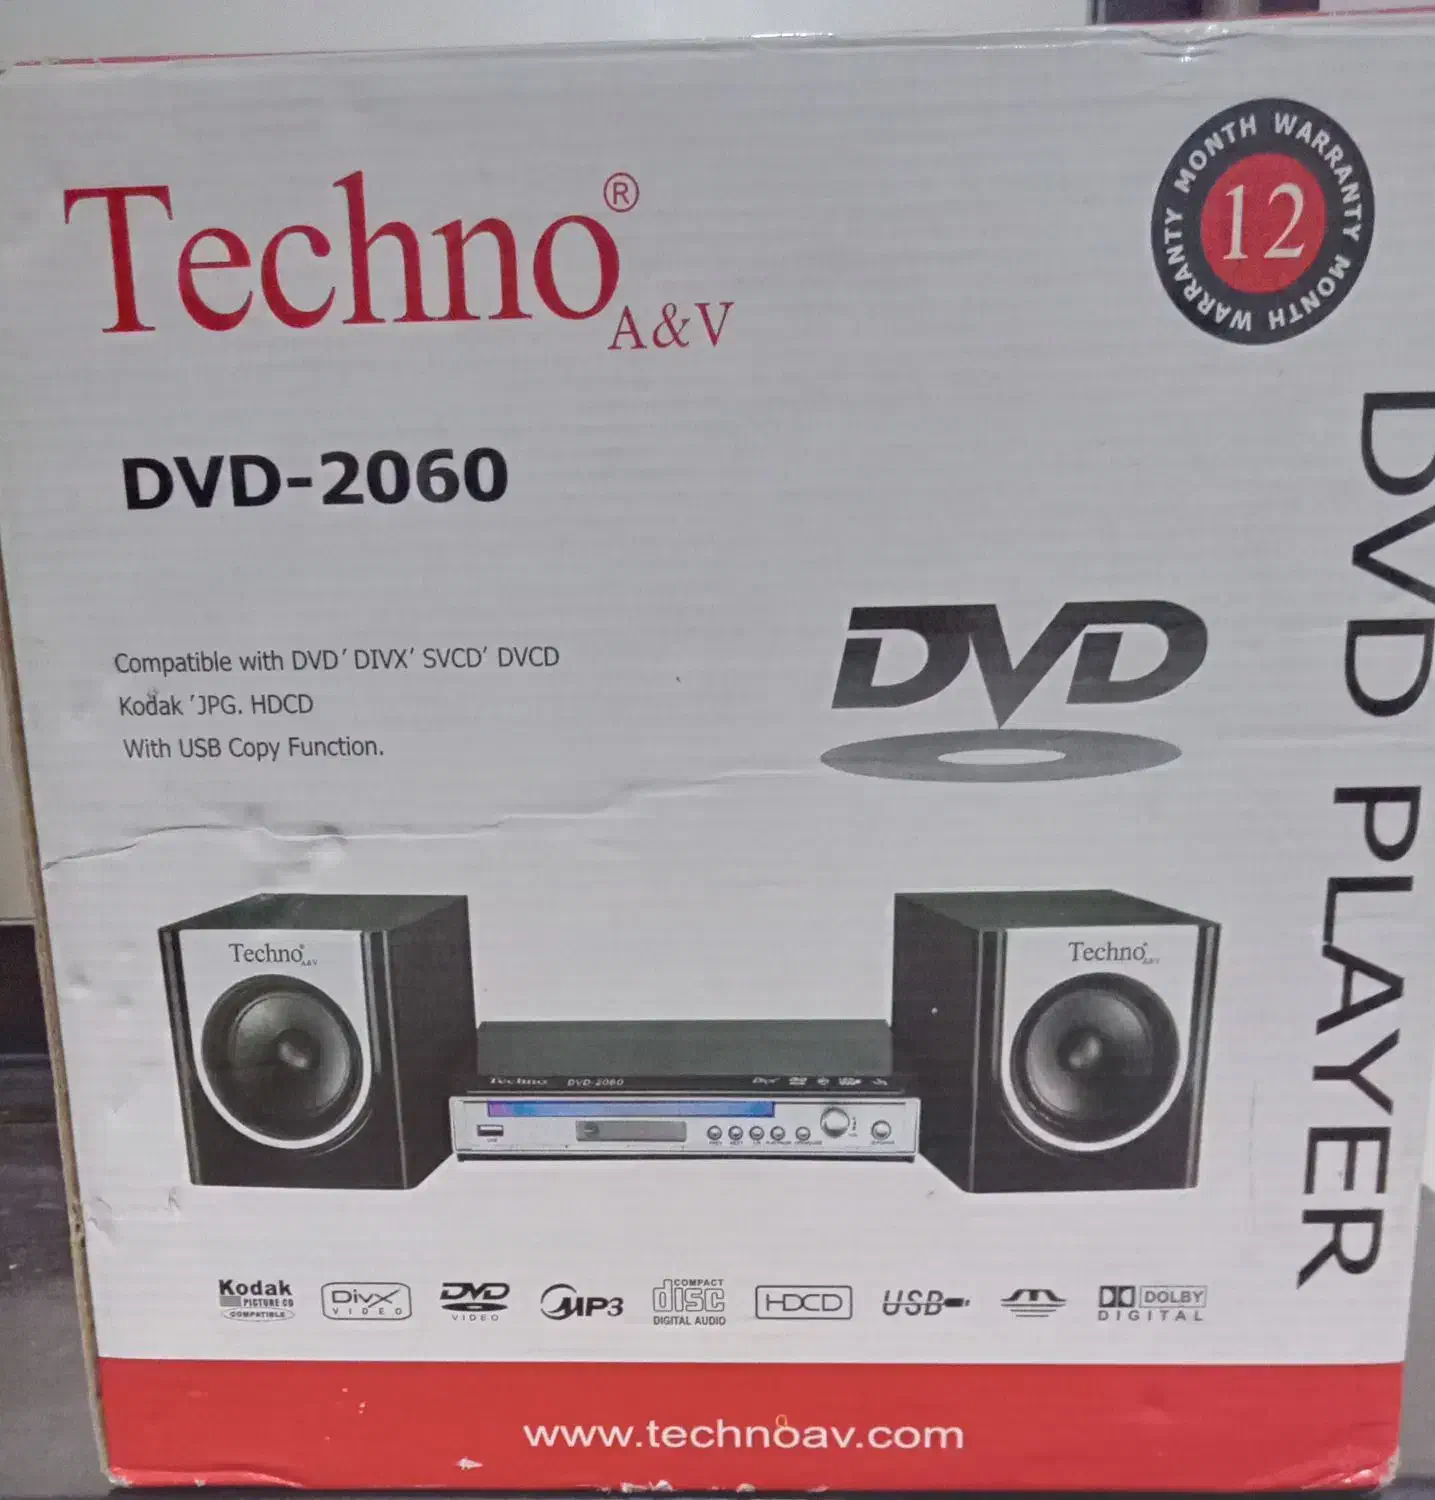 Techno®
A&V
12
MONTH WARRANTY MONTH WARRANTY
DVD-2060
DVD PLAYER
DVD
Compatible with DVD′ DIVX′ SVCD′ DVCD
Kodak ′JPG. HDCD
With USB Copy Function.
Techno
A&V
Techno
A&V
Techno DVD-2060
USB
Kodak
PICTURE CD
COMPATIBLE
DivX
VIDEO
DVD
VIDEO
MP3
COMPACT
disc
DIGITAL AUDIO
HDCD
USB
DOLBY
DIGITAL
www.technoav.com